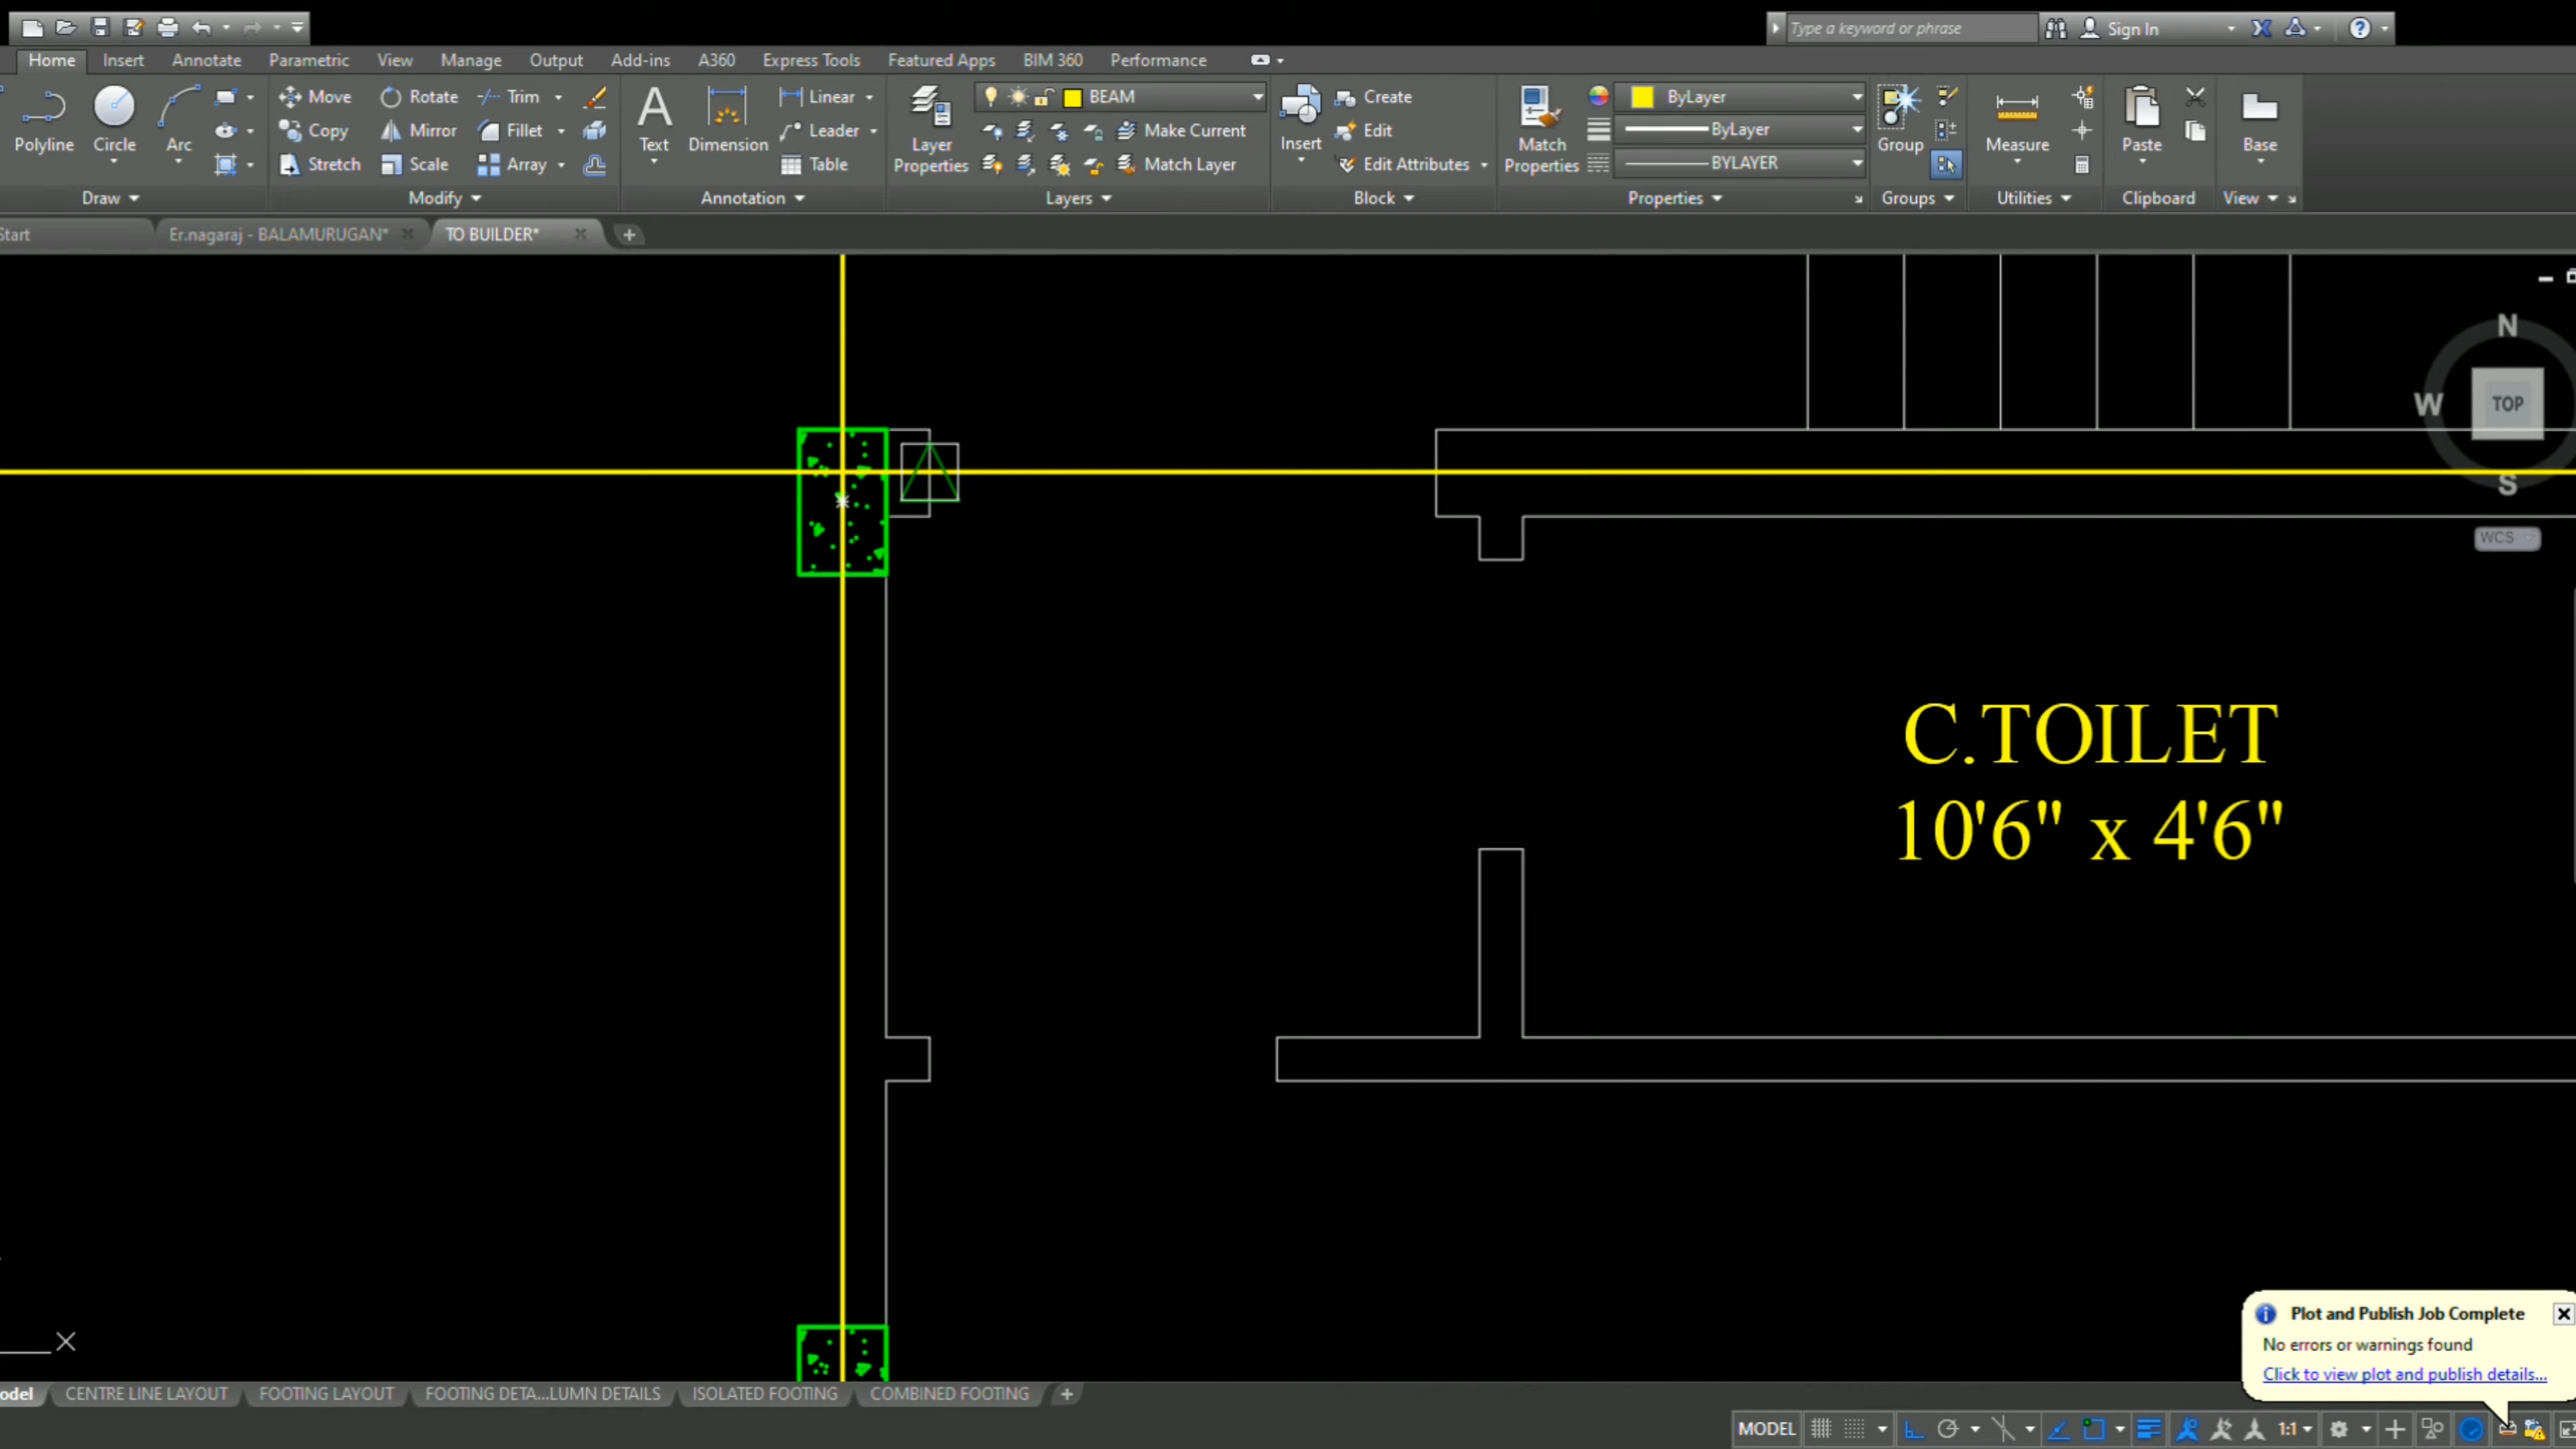 Type a keyword or phrase
Sign In
Home Insert Annotate Parametric View Manage Output Add-ins A360 Express Tools Featured Apps BIM 360 Performance
Move Rotate Trim Linear BEAM Create ByLayer
Copy Mirror Fillet Leader Make Current Edit ByLayer
Polyline Circle Arc Text Dimension Layer Properties Insert Match Properties Group Measure Paste Base
Stretch Scale Array Table Match Layer Edit Attributes BYLAYER
Draw Modify Annotation Layers Block Properties Groups Utilities Clipboard View
Start Er.nagaraj - BALAMURUGAN* TO BUILDER*
N
W TOP
S
WCS
C.TOILET
10'6" x 4'6"
Plot and Publish Job Complete
No errors or warnings found
Click to view plot and publish details...
odel CENTRE LINE LAYOUT FOOTING LAYOUT FOOTING DETA...LUMN DETAILS ISOLATED FOOTING COMBINED FOOTING
MODEL 1:1